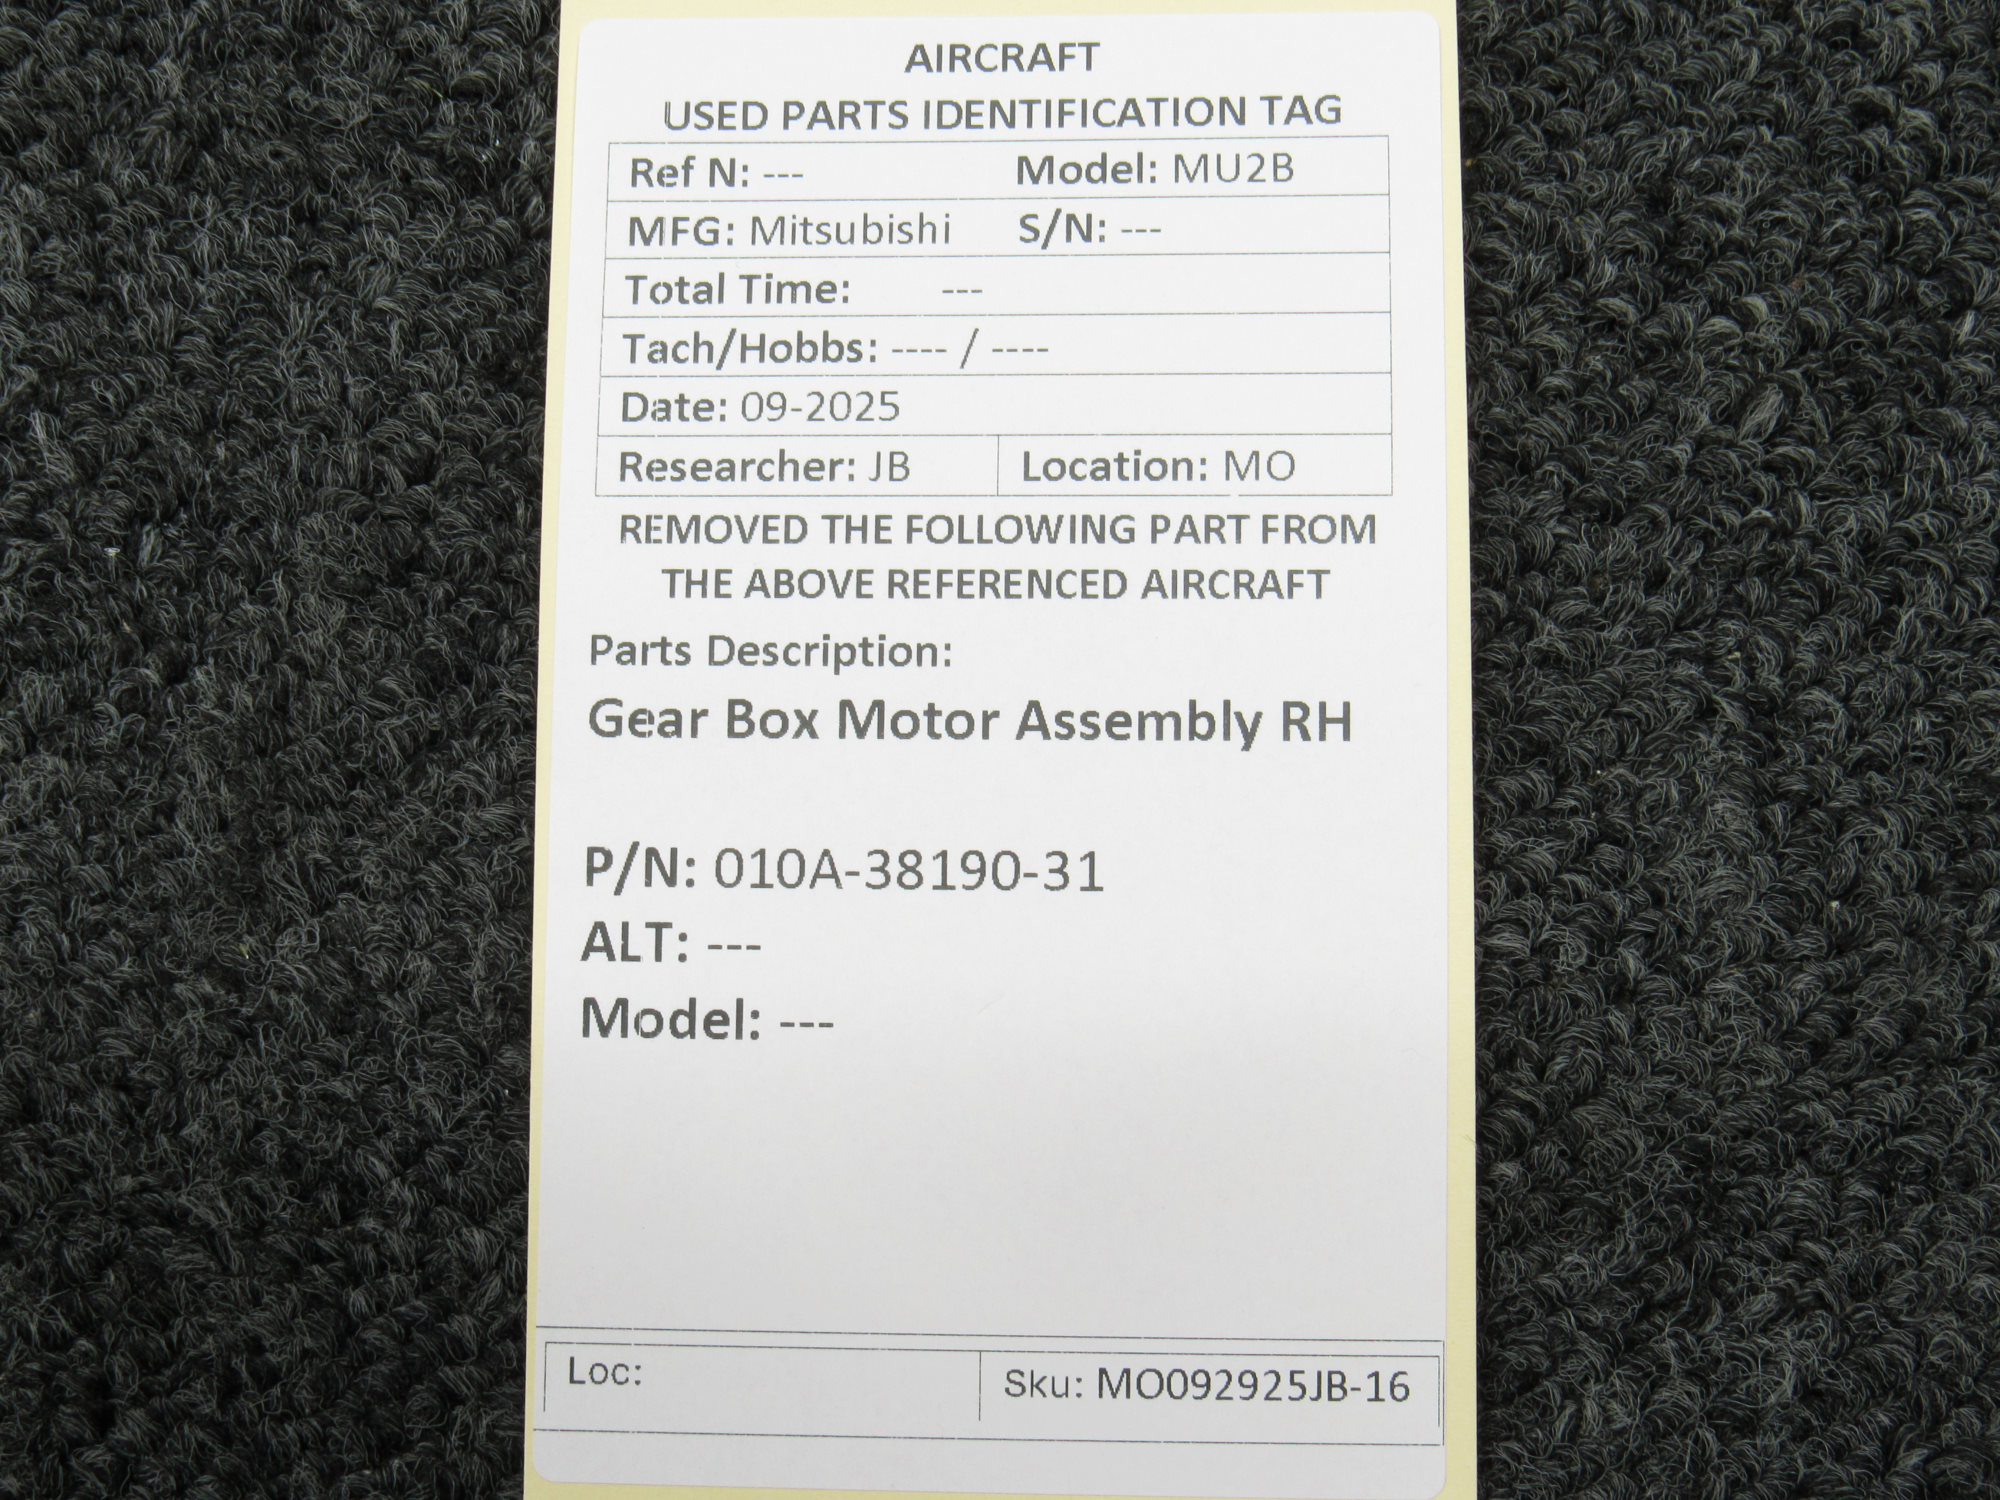 AIRCRAFT
USED PARTS IDENTIFICATION TAG
Ref N: --- Model: MU2B
MFG: Mitsubishi S/N: ---
Total Time: ---
Tach/Hobbs: ---- / ----
Date: 09-2025
Researcher: JB Location: MO
REMOVED THE FOLLOWING PART FROM
THE ABOVE REFERENCED AIRCRAFT
Parts Description:
Gear Box Motor Assembly RH
P/N: 010A-38190-31
ALT: ---
Model: ---
Loc: Sku: MO092925JB-16